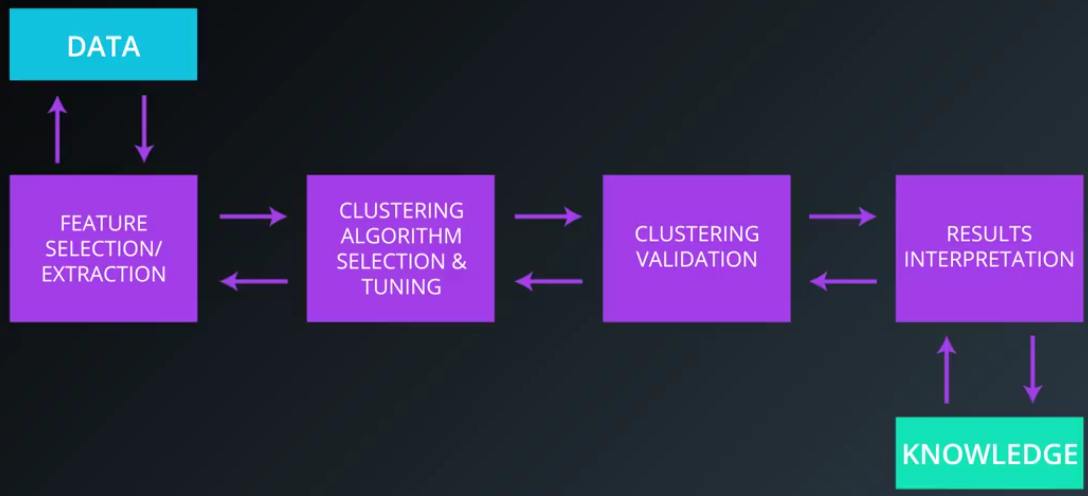 DATA
FEATURE
SELECTION/
EXTRACTION
CLUSTERING
ALGORITHM
SELECTION &
TUNING
CLUSTERING
VALIDATION
RESULTS
INTERPRETATION
KNOWLEDGE